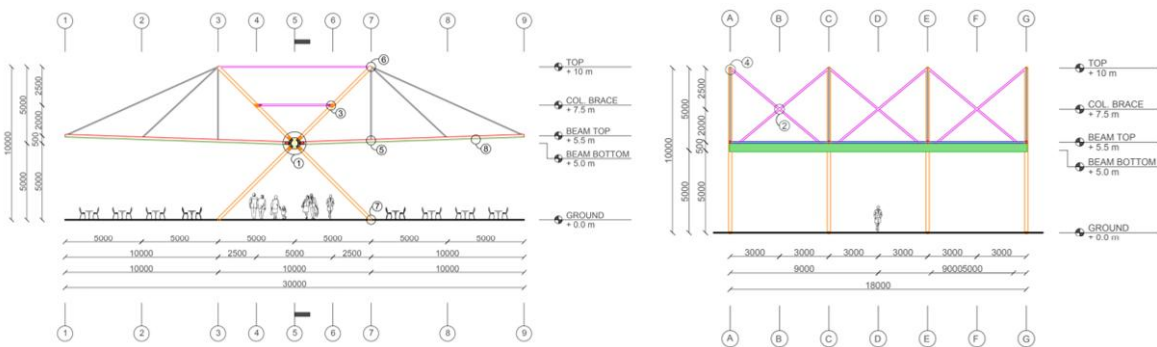 1 2 3 4 5 6 7 8 9
6
3
1
5
8
7
10000
5000 5000
2500 2000 500 5000
TOP
+ 10 m
COL. BRACE
+ 7.5 m
BEAM TOP
+ 5.5 m
BEAM BOTTOM
+ 5.0 m
GROUND
+ 0.0 m
5000 5000 5000 5000 5000 5000
10000 2500 5000 2500 10000
10000 10000 10000
30000
1 2 3 4 5 6 7 8 9
A B C D E F G
4
2
10000
5000 5000
2500 2000 500 5000
TOP
+ 10 m
COL. BRACE
+ 7.5 m
BEAM TOP
+ 5.5 m
BEAM BOTTOM
+ 5.0 m
GROUND
+ 0.0 m
3000 3000 3000 3000 3000 3000
9000 90005000
18000
A B C D E F G